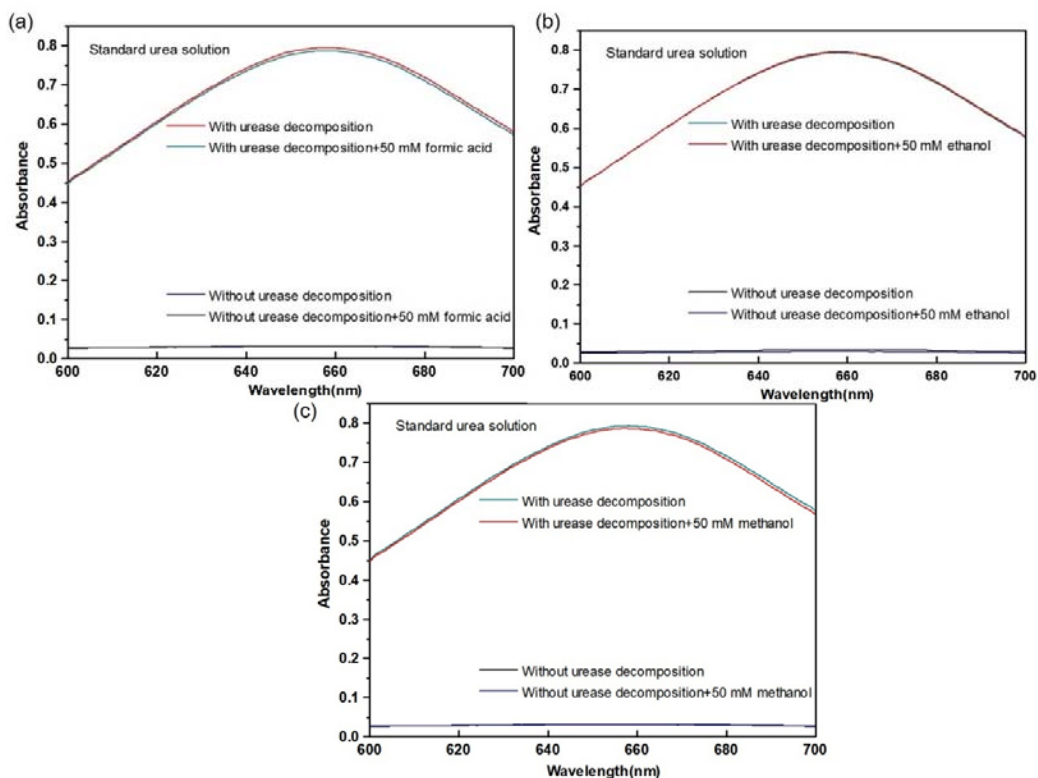 (a)
Absorbance
0.8
0.7
0.6
0.5
0.4
0.3
0.2
0.1
0.0
Standard urea solution
With urease decomposition
With urease decomposition+50 mM formic acid
Without urease decomposition
Without urease decomposition+50 mM formic acid
600
620
640
660
680
700
Wavelength(nm)
(b)
Absorbance
0.8
0.7
0.6
0.5
0.4
0.3
0.2
0.1
0.0
Standard urea solution
With urease decomposition
With urease decomposition+50 mM ethanol
Without urease decomposition
Without urease decomposition+50 mM ethanol
600
620
640
660
680
700
Wavelength(nm)
(c)
Absorbance
0.8
0.7
0.6
0.5
0.4
0.3
0.2
0.1
0.0
Standard urea solution
With urease decomposition
With urease decomposition+50 mM methanol
Without urease decomposition
Without urease decomposition+50 mM methanol
600
620
640
660
680
700
Wavelength(nm)